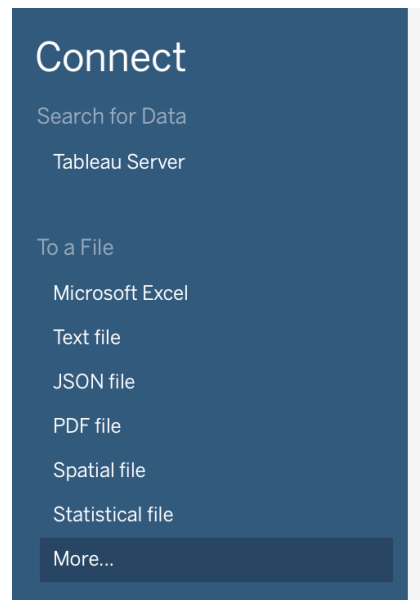 Connect
Search for Data
Tableau Server
To a File
Microsoft Excel
Text file
JSON file
PDF file
Spatial file
Statistical file
More...